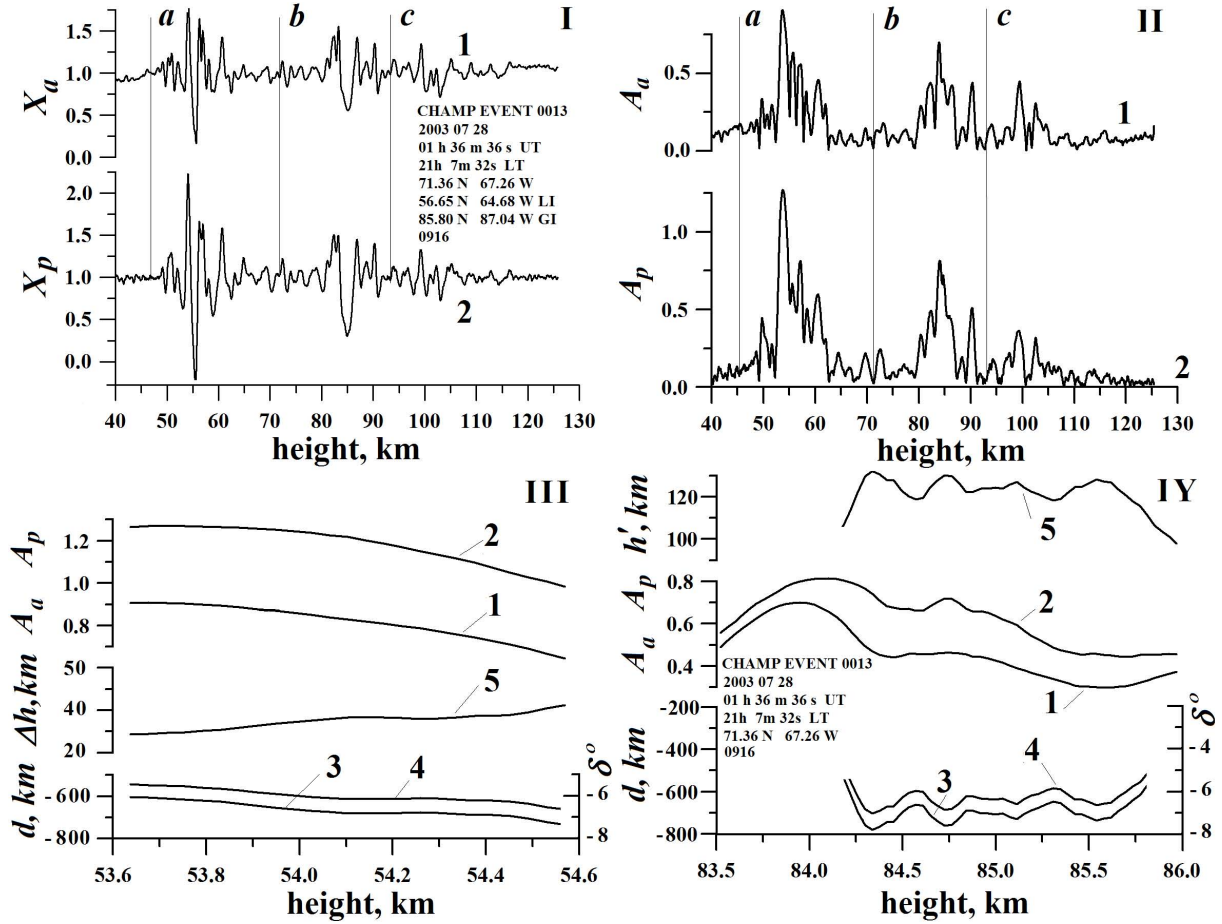 I
a b c
1
X_a
1.75
1.0
0.5
0.0
CHAMP EVENT 0013
2003 07 28
01 h 36 m 36 s UT
21h 7m 32s LT
71.36 N 67.26 W
56.65 N 64.68 W LI
85.80 N 87.04 W GI
0916
X_p
2.0
1.5
1.0
0.5
0.0
2
40 50 60 70 80 90 100 110 120 130
height, km
II
a b c
A_a
0.5
0.0
1
A_p
1.0
0.5
0.0
2
40 50 60 70 80 90 100 110 120 130
height, km
III
A_a A_p
1.2
1.0
0.8
2
1
Δh,km
50
40
20
5
d, km
-600
-800
3 4
δ°
-6
-8
53.6 53.8 54.0 54.2 54.4 54.6
height, km
IY
h', km
120
100
5
A_a A_p
0.8
0.6
0.4
2
1
CHAMP EVENT 0013
2003 07 28
01 h 36 m 36 s UT
21h 7m 32s LT
71.36 N 67.26 W
0916
d, km
-200
-400
-600
-800
3 4
δ°
-2
-4
-6
-8
83.5 84.0 84.5 85.0 85.5 86.0
height, km